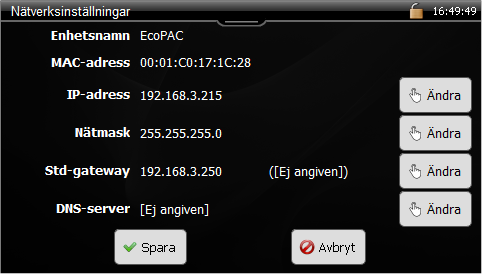 Nätverksinställningar 16:49:49
Enhetsnamn EcoPAC
MAC-adress 00:01:C0:17:1C:28
IP-adress 192.168.3.215 Ändra
Nätmask 255.255.255.0 Ändra
Std-gateway 192.168.3.250 ([Ej angiven]) Ändra
DNS-server [Ej angiven] Ändra
Spara Avbryt